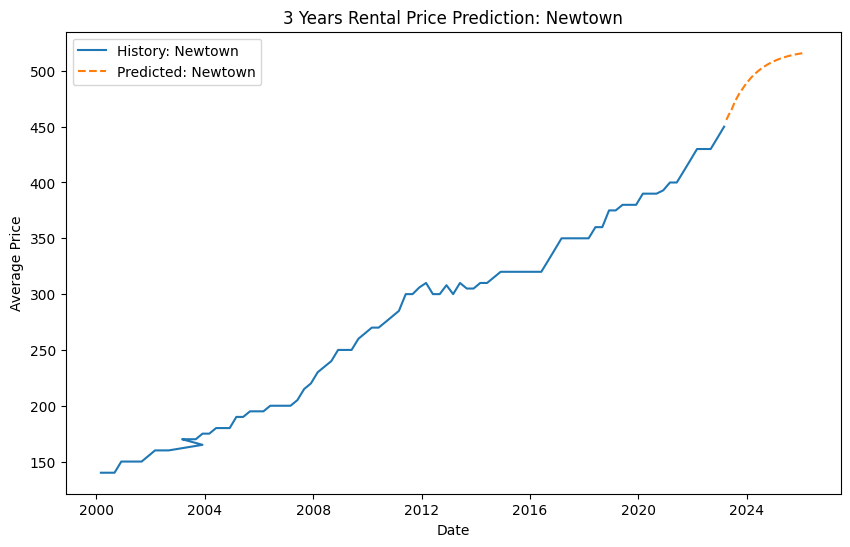 3 Years Rental Price Prediction: Newtown
History: Newtown
Predicted: Newtown
Average Price
500
450
400
350
300
250
200
150
2000 2004 2008 2012 2016 2020 2024
Date